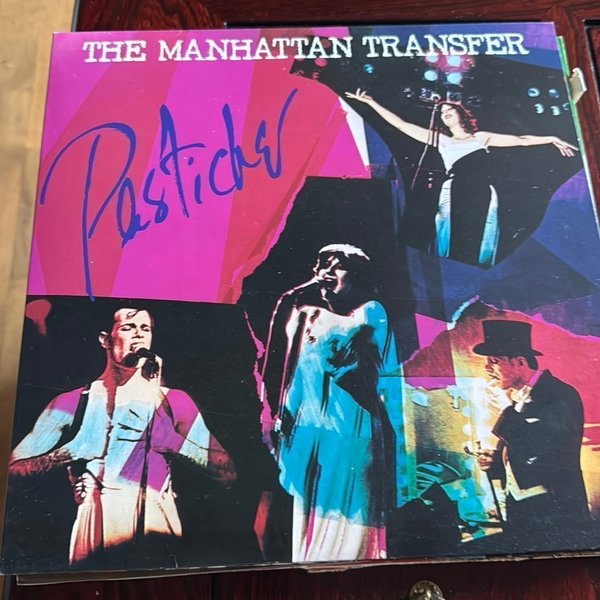 THE MANHATTAN TRANSFER
Pastiche